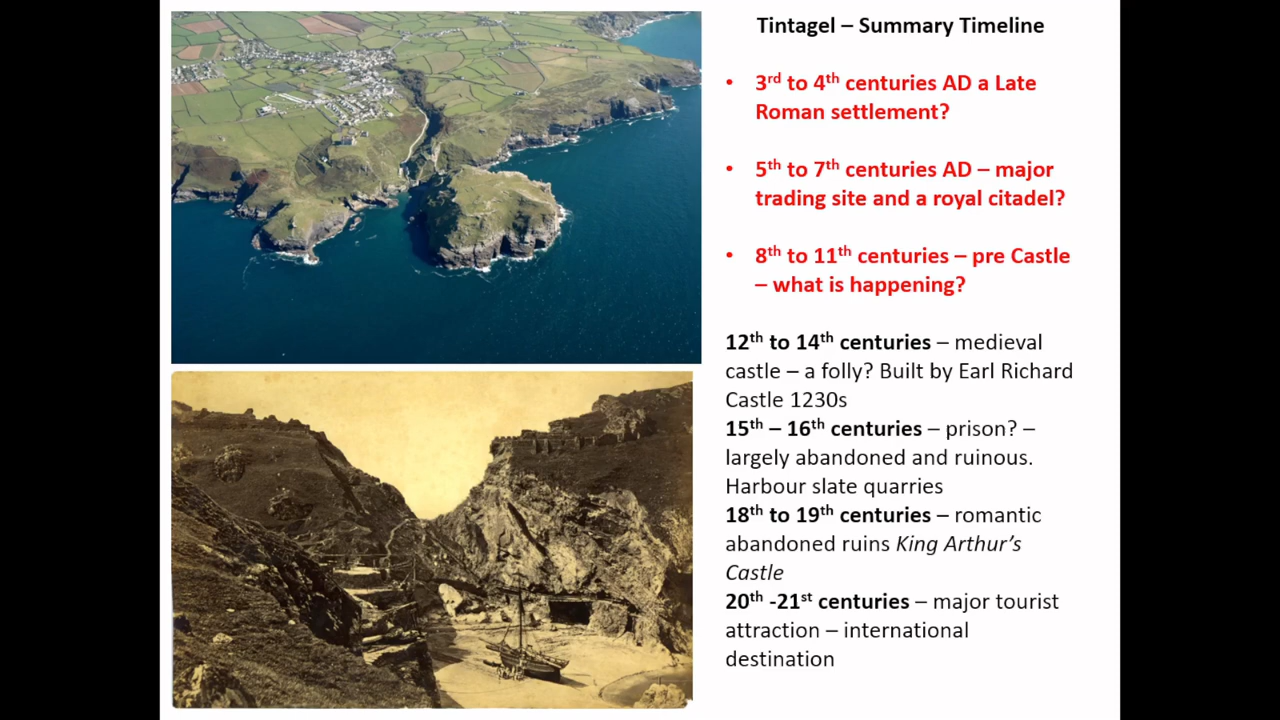 Tintagel – Summary Timeline
• 3rd to 4th centuries AD a Late
Roman settlement?
• 5th to 7th centuries AD – major
trading site and a royal citadel?
• 8th to 11th centuries – pre Castle
– what is happening?
12th to 14th centuries – medieval
castle – a folly? Built by Earl Richard
Castle 1230s
15th – 16th centuries – prison? –
largely abandoned and ruinous.
Harbour slate quarries
18th to 19th centuries – romantic
abandoned ruins King Arthur’s
Castle
20th -21st centuries – major tourist
attraction – international
destination